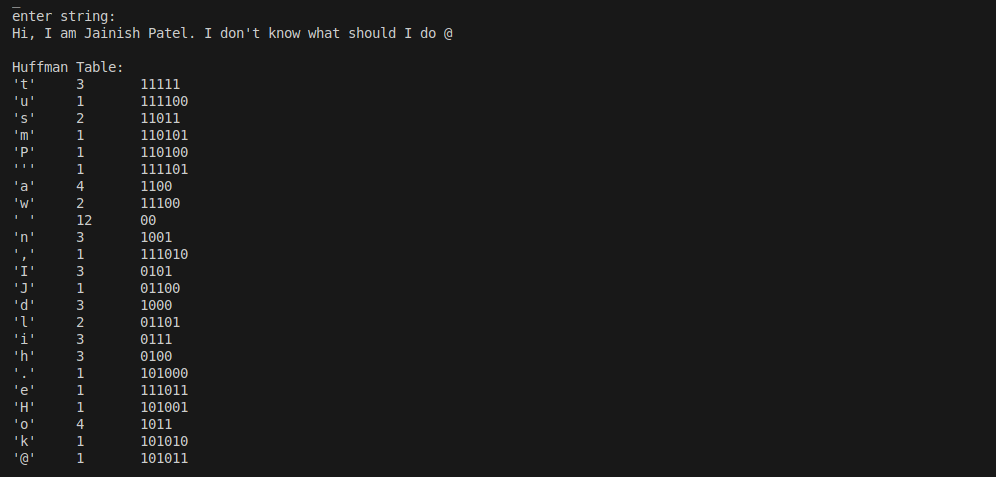 enter string:
Hi, I am Jainish Patel. I don't know what should I do @
Huffman Table:
't' 3 11111
'u' 1 111100
's' 2 11011
'm' 1 110101
'P' 1 110100
''' 1 111101
'a' 4 1100
'w' 2 11100
' ' 12 00
'n' 3 1001
',' 1 111010
'I' 3 0101
'J' 1 01100
'd' 3 1000
'l' 2 01101
'i' 3 0111
'h' 3 0100
'.' 1 101000
'e' 1 111011
'H' 1 101001
'o' 4 1011
'k' 1 101010
'@' 1 101011